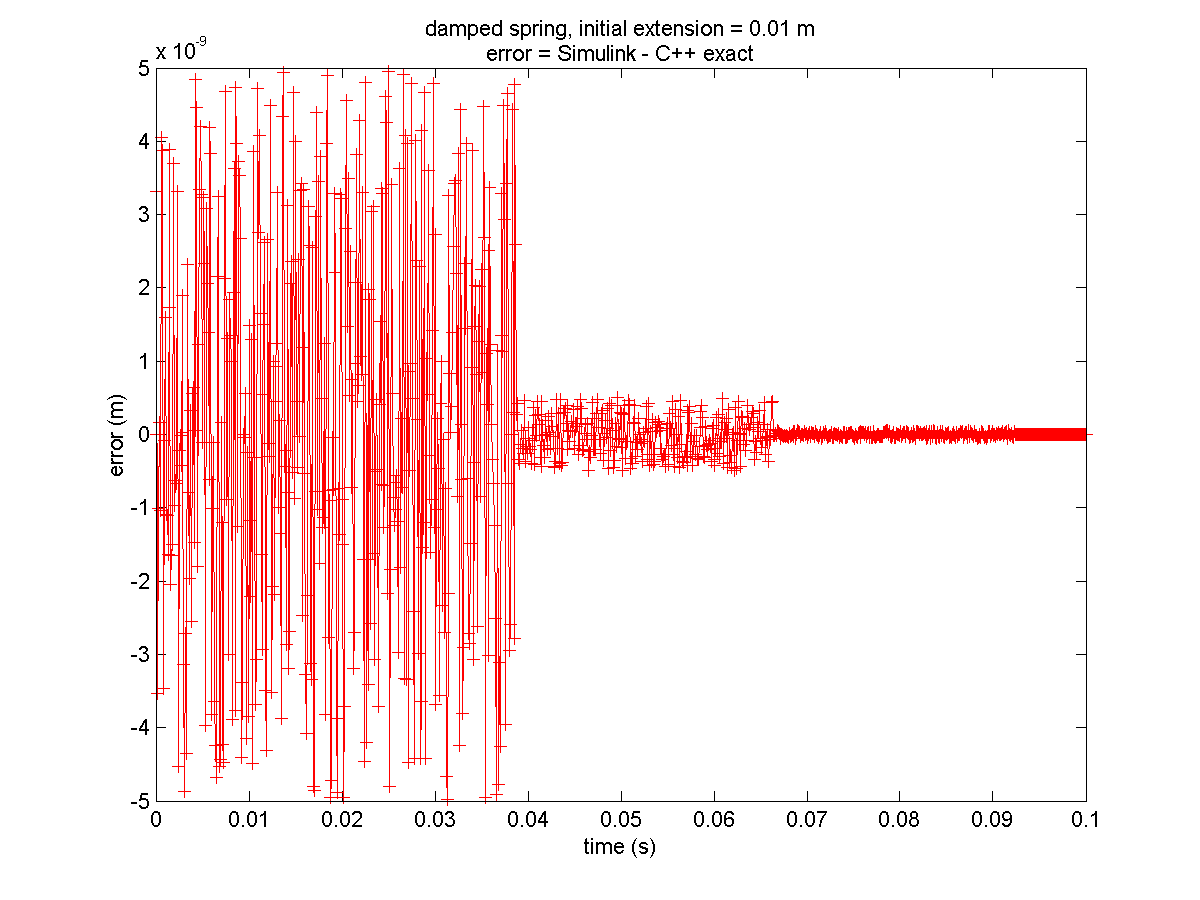 damped spring, initial extension = 0.01 m
error = Simulink - C++ exact
x 10^-9
5
4
3
2
1
0
-1
-2
-3
-4
-5
error (m)
0 0.01 0.02 0.03 0.04 0.05 0.06 0.07 0.08 0.09 0.1
time (s)